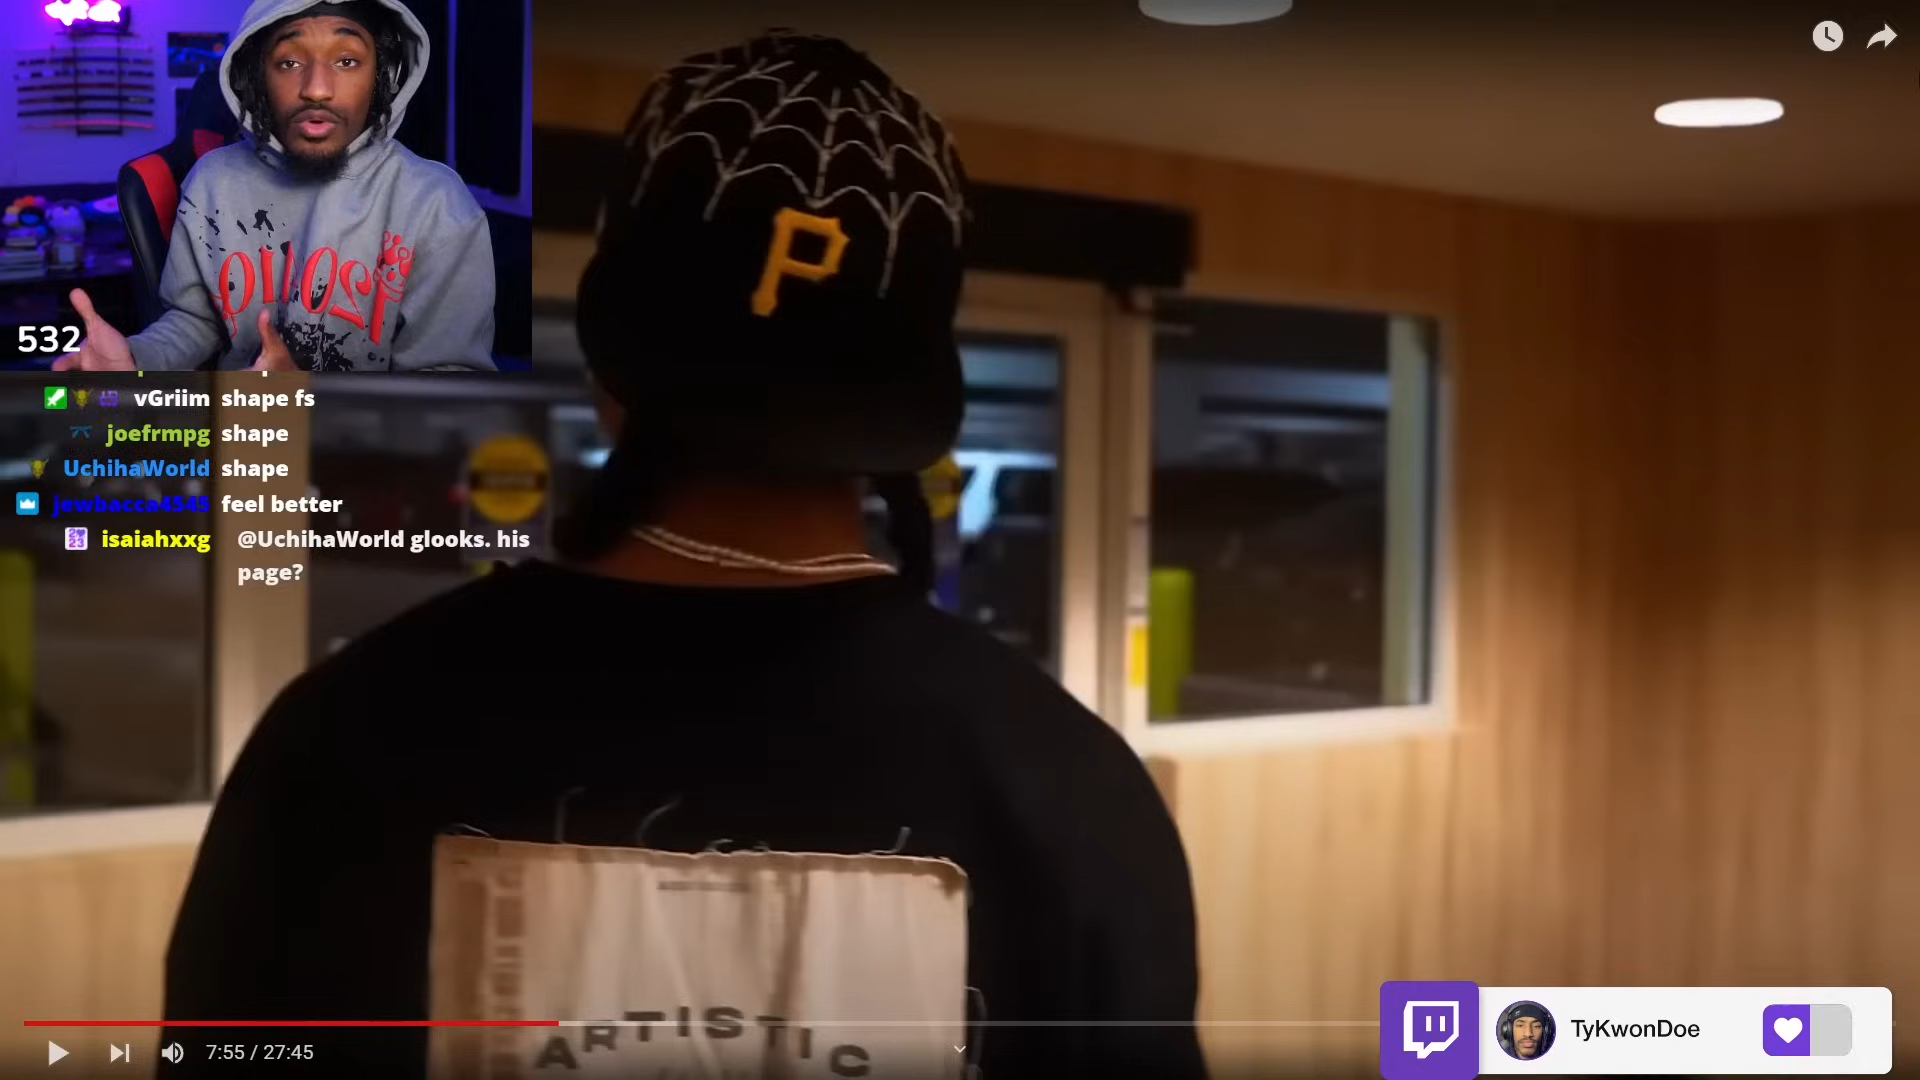 P
532
vGriim shape fs
joefrmpg shape
UchihaWorld shape
jewbacca4545 feel better
isaiahxxg @UchihaWorld glooks. his
page?
ARTISTIC
7:55 / 27:45
TyKwonDoe